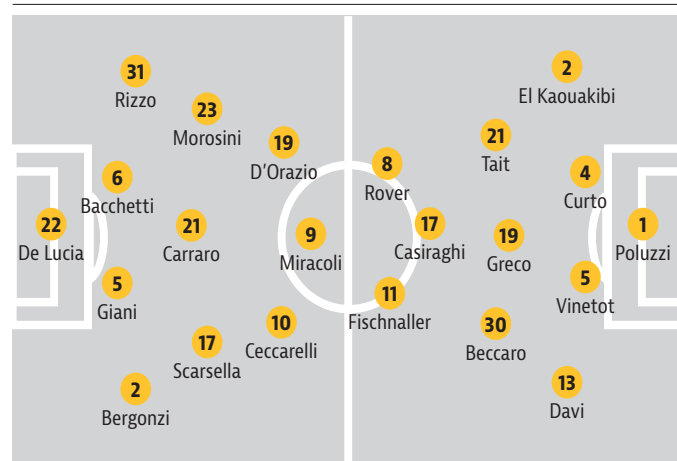 31
Rizzo
23
Morosini
19
D'Orazio
6
Bacchetti
22
De Lucia
21
Carraro
9
Miracoli
5
Giani
10
Ceccarelli
17
Scarsella
2
Bergonzi
2
El Kaouakibi
21
Tait
8
Rover
4
Curto
17
Casiraghi
19
Greco
1
Poluzzi
11
Fischnaller
5
Vinetot
30
Beccaro
13
Davi